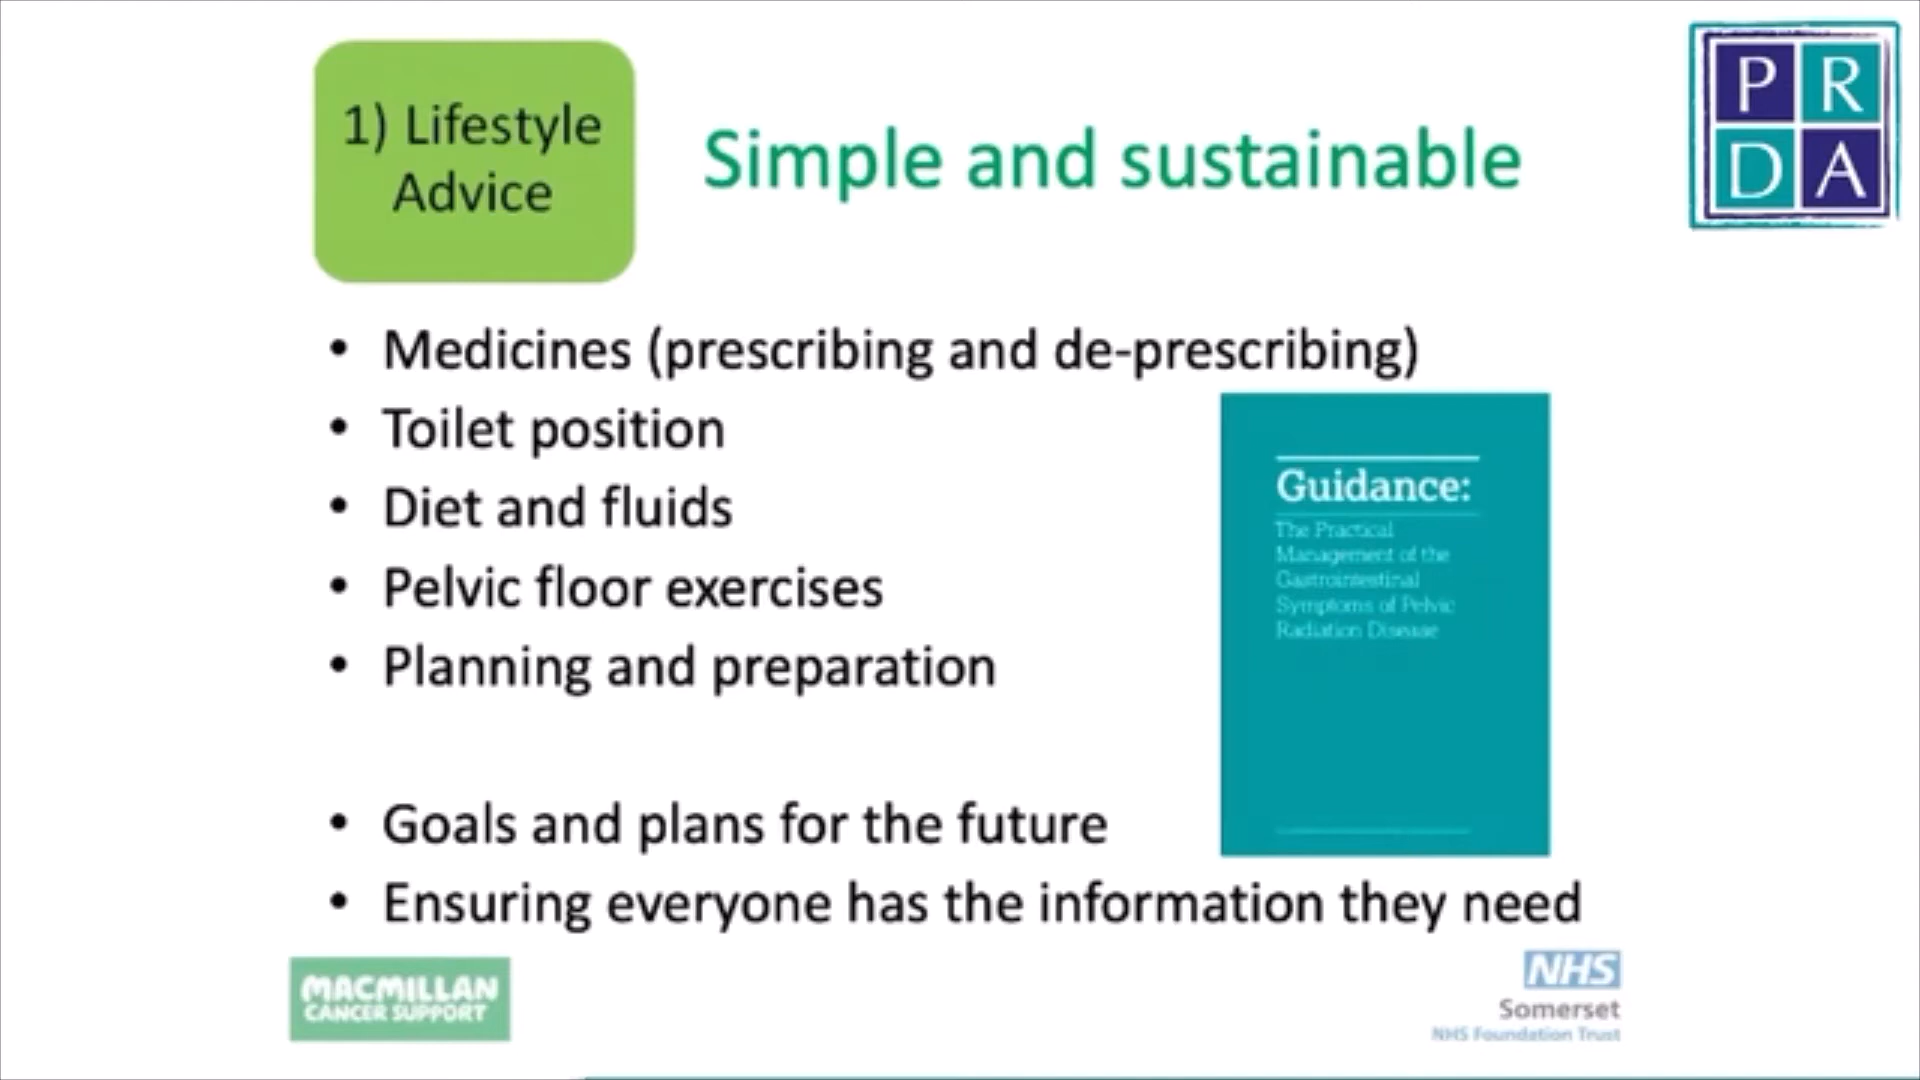 1) Lifestyle
Advice
Simple and sustainable
P R
D A
• Medicines (prescribing and de-prescribing)
• Toilet position
• Diet and fluids
• Pelvic floor exercises
• Planning and preparation
Guidance:
The Practical
Management of the
Gastrointestinal
Symptoms of Pelvic
Radiation Disease
• Goals and plans for the future
• Ensuring everyone has the information they need
MACMILLAN
CANCER SUPPORT
NHS
Somerset
NHS Foundation Trust